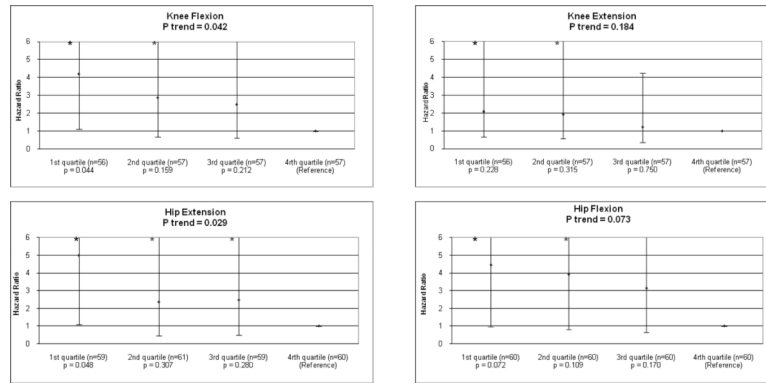 Knee Flexion
P trend = 0.042
Hazard Ratio
6
5
4
3
2
1
0
*
*
1st quartile (n=56)
p = 0.044
2nd quartile (n=57)
p = 0.159
3rd quartile (n=57)
p = 0.212
4rth quartile (n=57)
(Reference)
Knee Extension
P trend = 0.184
Hazard Ratio
6
5
4
3
2
1
0
*
*
1st quartile (n=56)
p = 0.228
2nd quartile (n=57)
p = 0.315
3rd quartile (n=57)
p = 0.750
4rth quartile (n=57)
(Reference)
Hip Extension
P trend = 0.029
Hazard Ratio
6
5
4
3
2
1
0
*
*
*
1st quartile (n=59)
p = 0.048
2nd quartile (n=61)
p = 0.307
3rd quartile (n=59)
p = 0.280
4rth quartile (n=60)
(Reference)
Hip Flexion
P trend = 0.073
Hazard Ratio
6
5
4
3
2
1
0
*
*
1st quartile (n=60)
p = 0.072
2nd quartile (n=60)
p = 0.109
3rd quartile (n=60)
p = 0.170
4rth quartile (n=60)
(Reference)